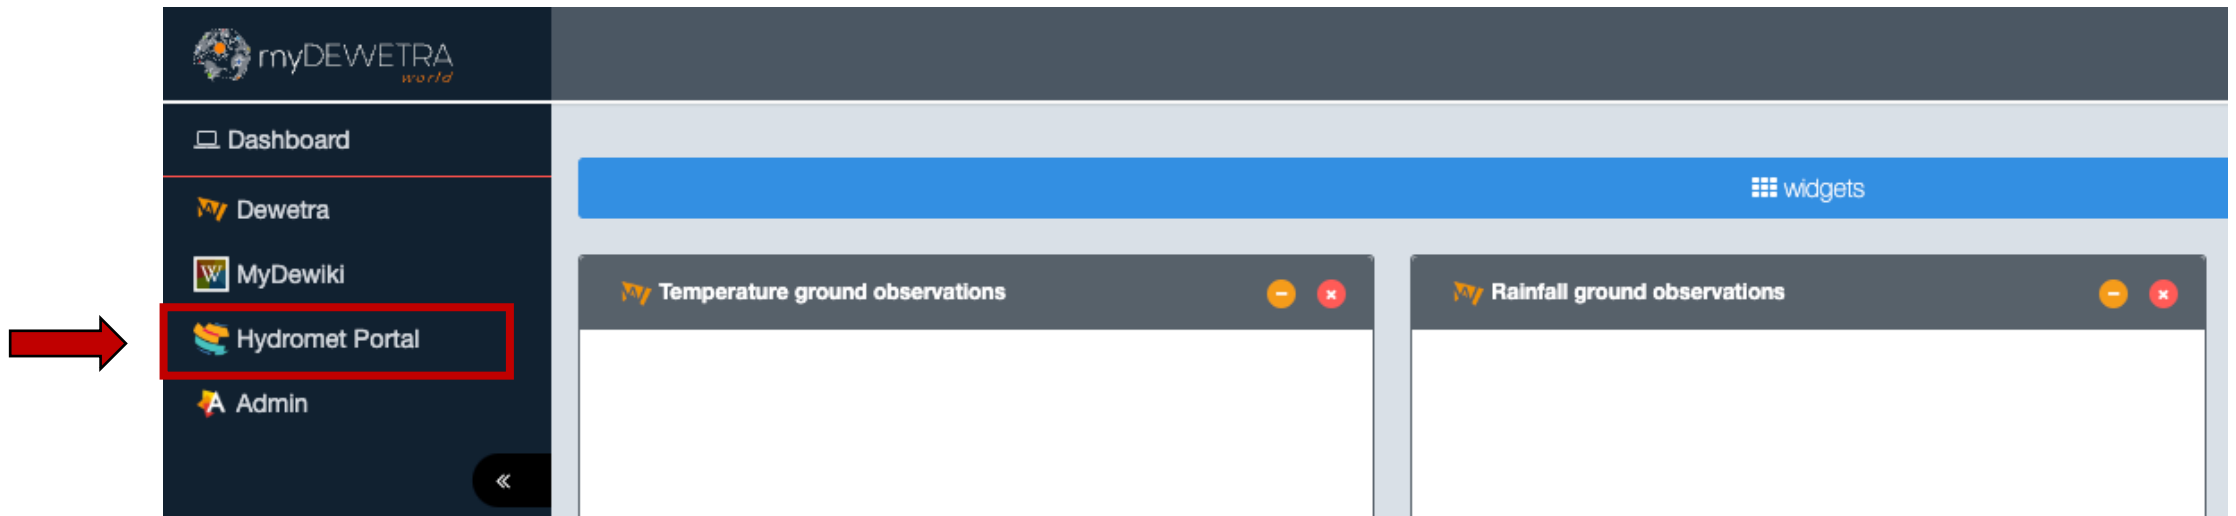 myDEWETRA
world
Dashboard
Dewetra
W MyDewiki
Hydromet Portal
A Admin
widgets
Temperature ground observations
Rainfall ground observations